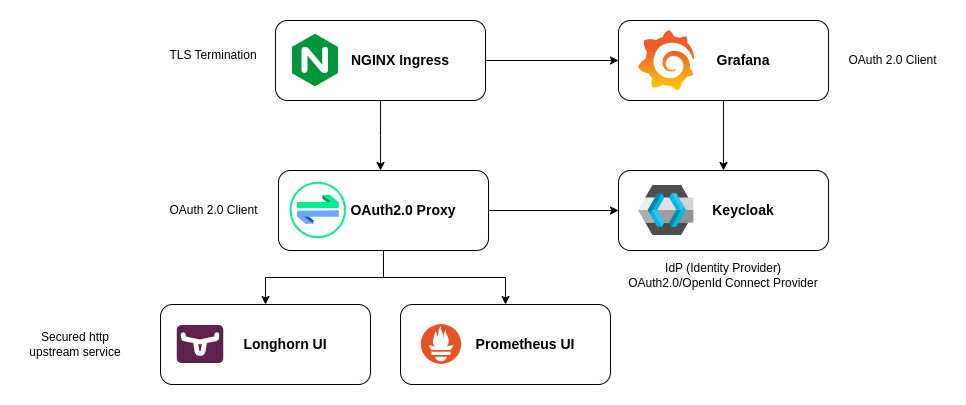 TLS Termination
NGINX Ingress
Grafana
OAuth 2.0 Client
OAuth 2.0 Client
OAuth2.0 Proxy
Keycloak
IdP (Identity Provider)
OAuth2.0/OpenId Connect Provider
Secured http
upstream service
Longhorn UI
Prometheus UI